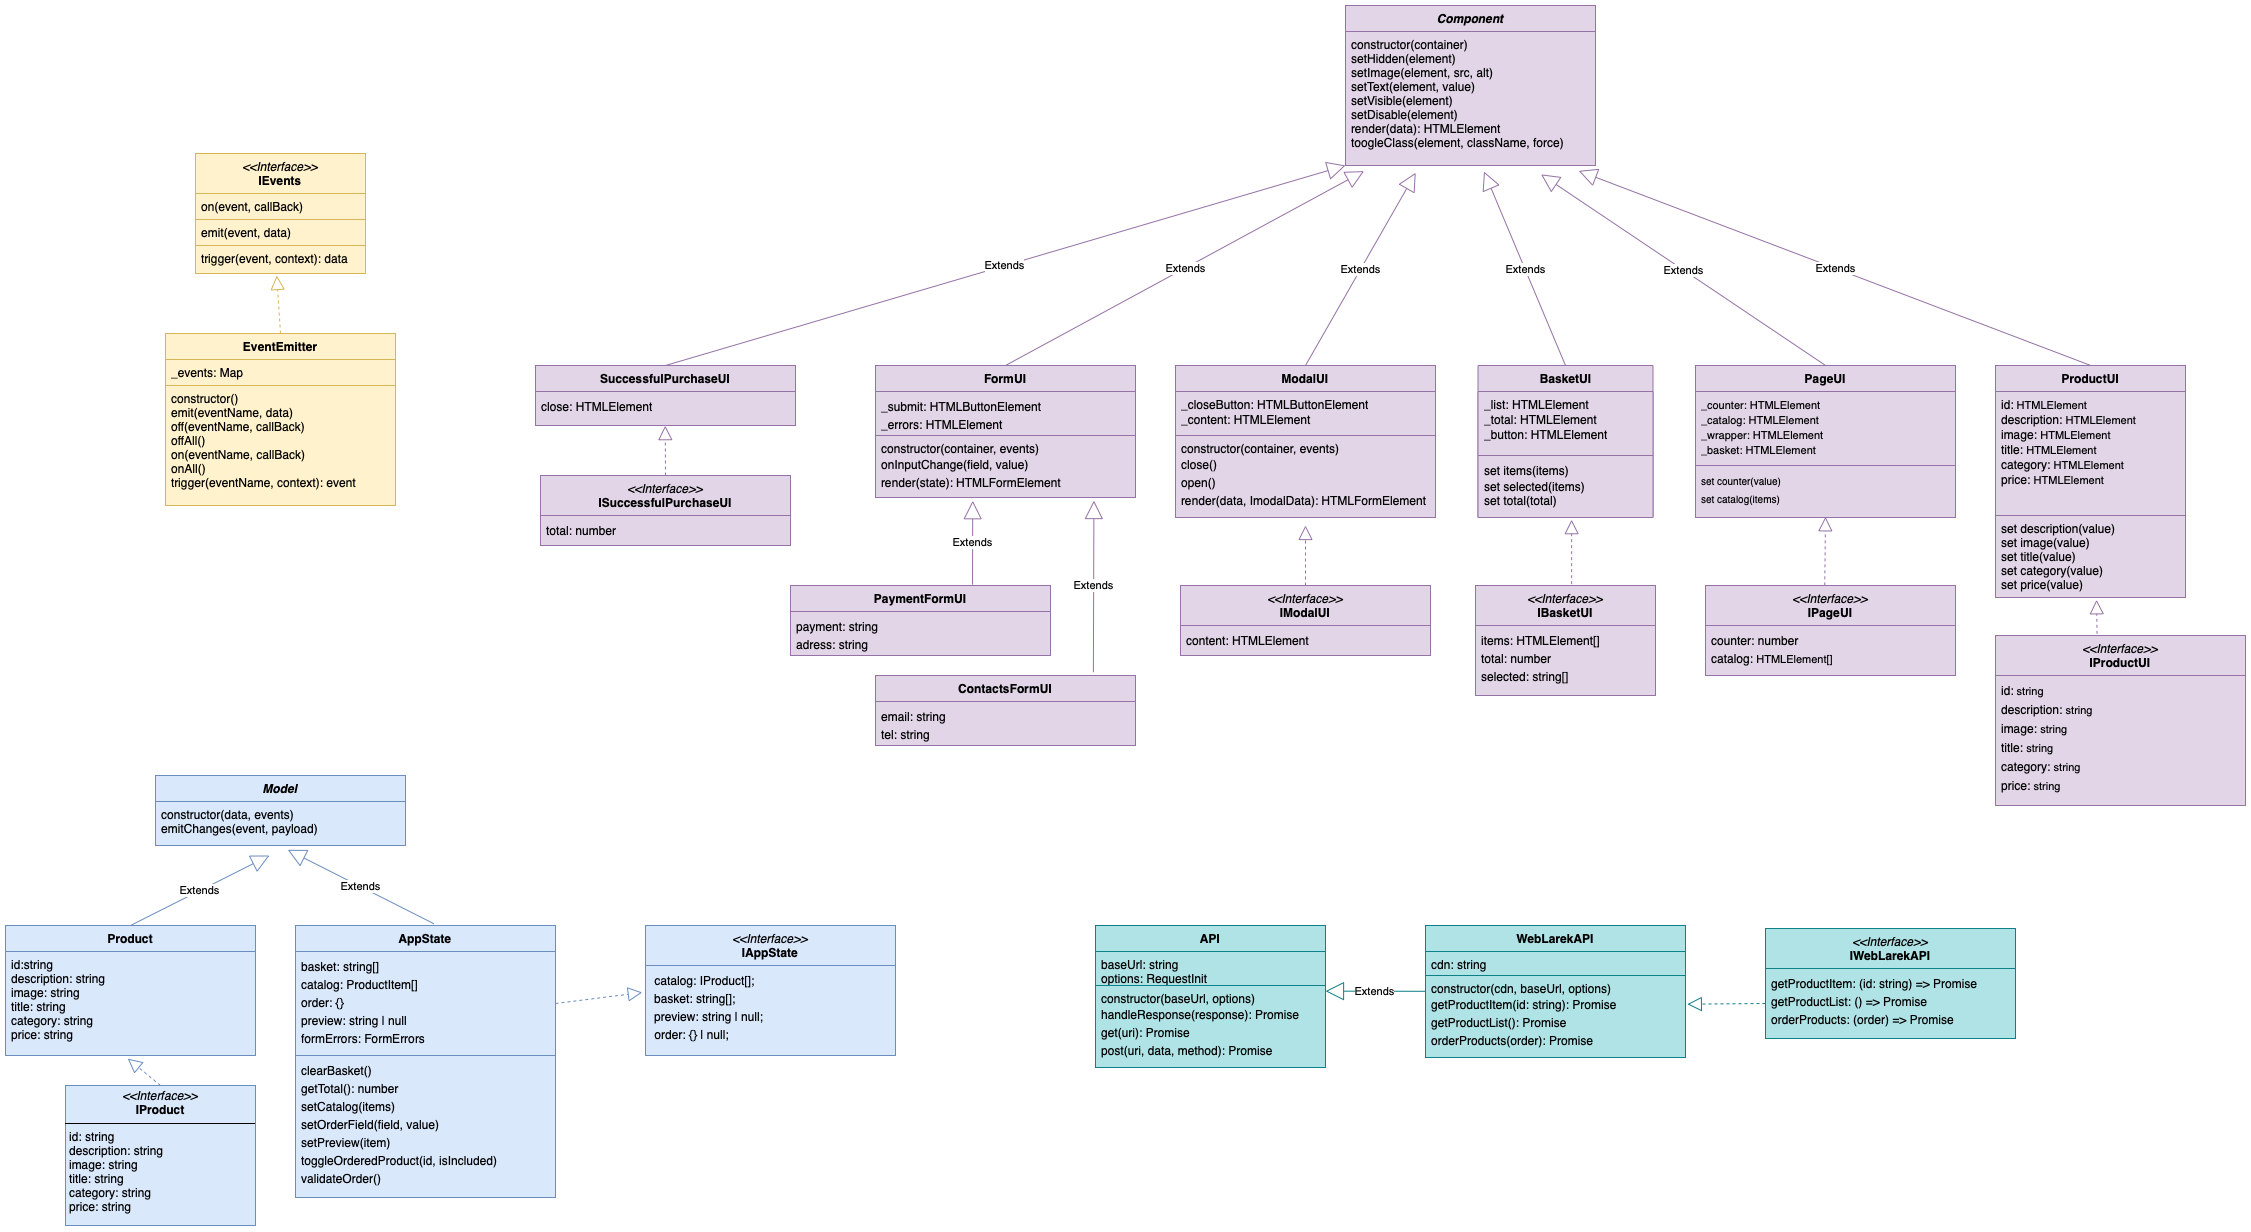 Component
constructor(container)
setHidden(element)
setImage(element, src, alt)
setText(element, value)
setVisible(element)
setDisable(element)
render(data): HTMLElement
toogleClass(element, className, force)
<<Interface>>
IEvents
on(event, callBack)
emit(event, data)
trigger(event, context): data
EventEmitter
_events: Map
constructor()
emit(eventName, data)
off(eventName, callBack)
offAll()
on(eventName, callBack)
onAll()
trigger(eventName, context): event
Extends
Extends
Extends
Extends
Extends
Extends
SuccessfulPurchaseUI
close: HTMLElement
<<Interface>>
ISuccessfulPurchaseUI
total: number
FormUI
_submit: HTMLButtonElement
_errors: HTMLElement
constructor(container, events)
onInputChange(field, value)
render(state): HTMLFormElement
Extends
Extends
PaymentFormUI
payment: string
adress: string
ContactsFormUI
email: string
tel: string
ModalUI
_closeButton: HTMLButtonElement
_content: HTMLElement
constructor(container, events)
close()
open()
render(data, ImodalData): HTMLFormElement
<<Interface>>
IModalUI
content: HTMLElement
BasketUI
_list: HTMLElement
_total: HTMLElement
_button: HTMLElement
set items(items)
set selected(items)
set total(total)
<<Interface>>
IBasketUI
items: HTMLElement[]
total: number
selected: string[]
PageUI
_counter: HTMLElement
_catalog: HTMLElement
_wrapper: HTMLElement
_basket: HTMLElement
set counter(value)
set catalog(items)
<<Interface>>
IPageUI
counter: number
catalog: HTMLElement[]
ProductUI
id: HTMLElement
description: HTMLElement
image: HTMLElement
title: HTMLElement
category: HTMLElement
price: HTMLElement
set description(value)
set image(value)
set title(value)
set category(value)
set price(value)
<<Interface>>
IProductUI
id: string
description: string
image: string
title: string
category: string
price: string
Model
constructor(data, events)
emitChanges(event, payload)
Extends
Extends
Product
id:string
description: string
image: string
title: string
category: string
price: string
<<Interface>>
IProduct
id: string
description: string
image: string
title: string
category: string
price: string
AppState
basket: string[]
catalog: ProductItem[]
order: {}
preview: string | null
formErrors: FormErrors
clearBasket()
getTotal(): number
setCatalog(items)
setOrderField(field, value)
setPreview(item)
toggleOrderedProduct(id, isIncluded)
validateOrder()
<<Interface>>
IAppState
catalog: IProduct[];
basket: string[];
preview: string | null;
order: {} | null;
API
baseUrl: string
options: RequestInit
constructor(baseUrl, options)
handleResponse(response): Promise
get(uri): Promise
post(uri, data, method): Promise
Extends
WebLarekAPI
cdn: string
constructor(cdn, baseUrl, options)
getProductItem(id: string): Promise
getProductList(): Promise
orderProducts(order): Promise
<<Interface>>
IWebLarekAPI
getProductItem: (id: string) => Promise
getProductList: () => Promise
orderProducts: (order) => Promise